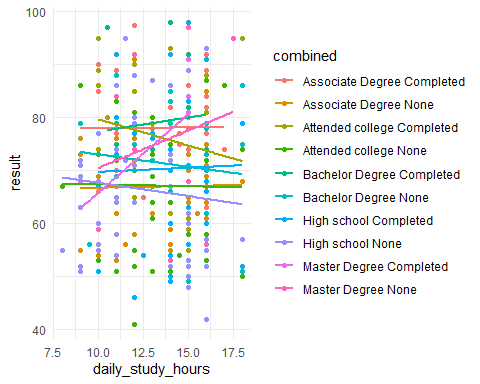 100
80
60
40
result
7.5 10.0 12.5 15.0 17.5
daily_study_hours
combined
Associate Degree Completed
Associate Degree None
Attended college Completed
Attended college None
Bachelor Degree Completed
Bachelor Degree None
High school Completed
High school None
Master Degree Completed
Master Degree None